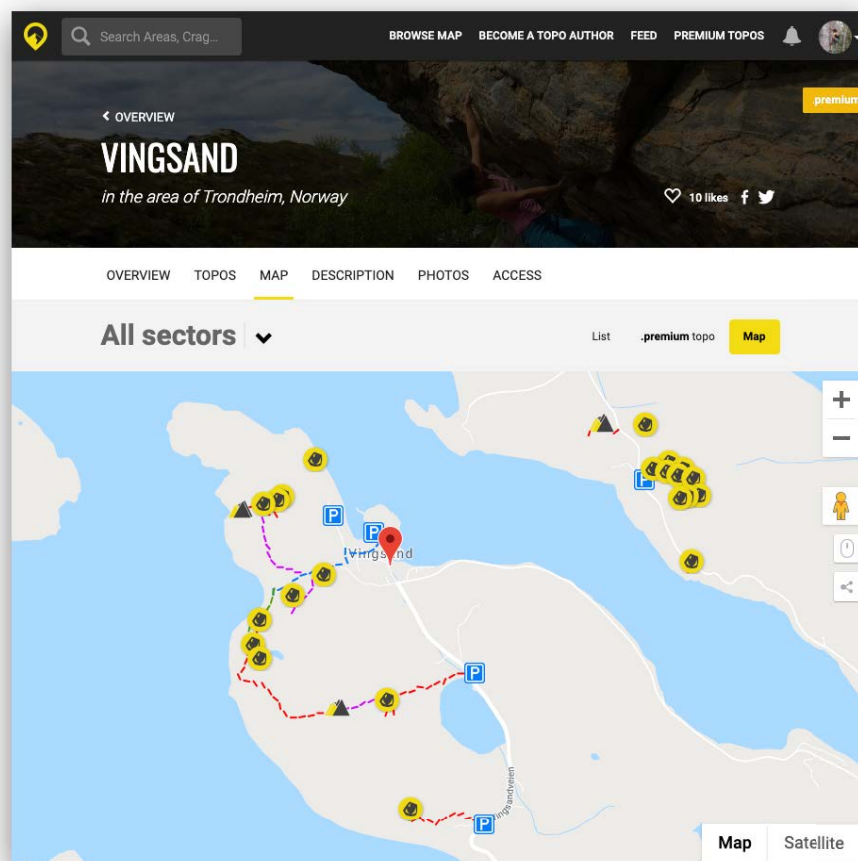 Search Areas, Crag...
BROWSE MAP BECOME A TOPO AUTHOR FEED PREMIUM TOPOS
.premium
OVERVIEW
VINGSAND
in the area of Trondheim, Norway
10 likes
OVERVIEW TOPOS MAP DESCRIPTION PHOTOS ACCESS
All sectors
List .premium topo Map
P
P
P
Vingsand
P
Vingsandveien
P
Map Satellite